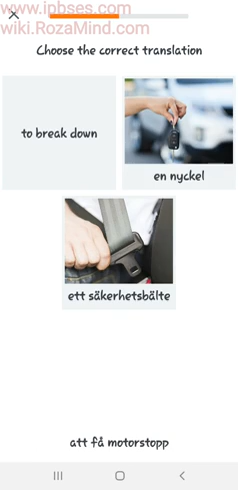 www.ipbses.com
wiki.RozaMind.com
Choose the correct translation
to break down
en nyckel
ett säkerhetsbälte
att få motorstopp